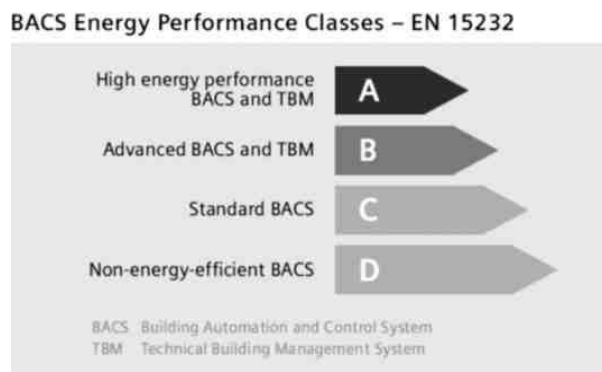 BACS Energy Performance Classes – EN 15232
High energy performance
BACS and TBM
A
Advanced BACS and TBM
B
Standard BACS
C
Non-energy-efficient BACS
D
BACS Building Automation and Control System
TBM Technical Building Management System